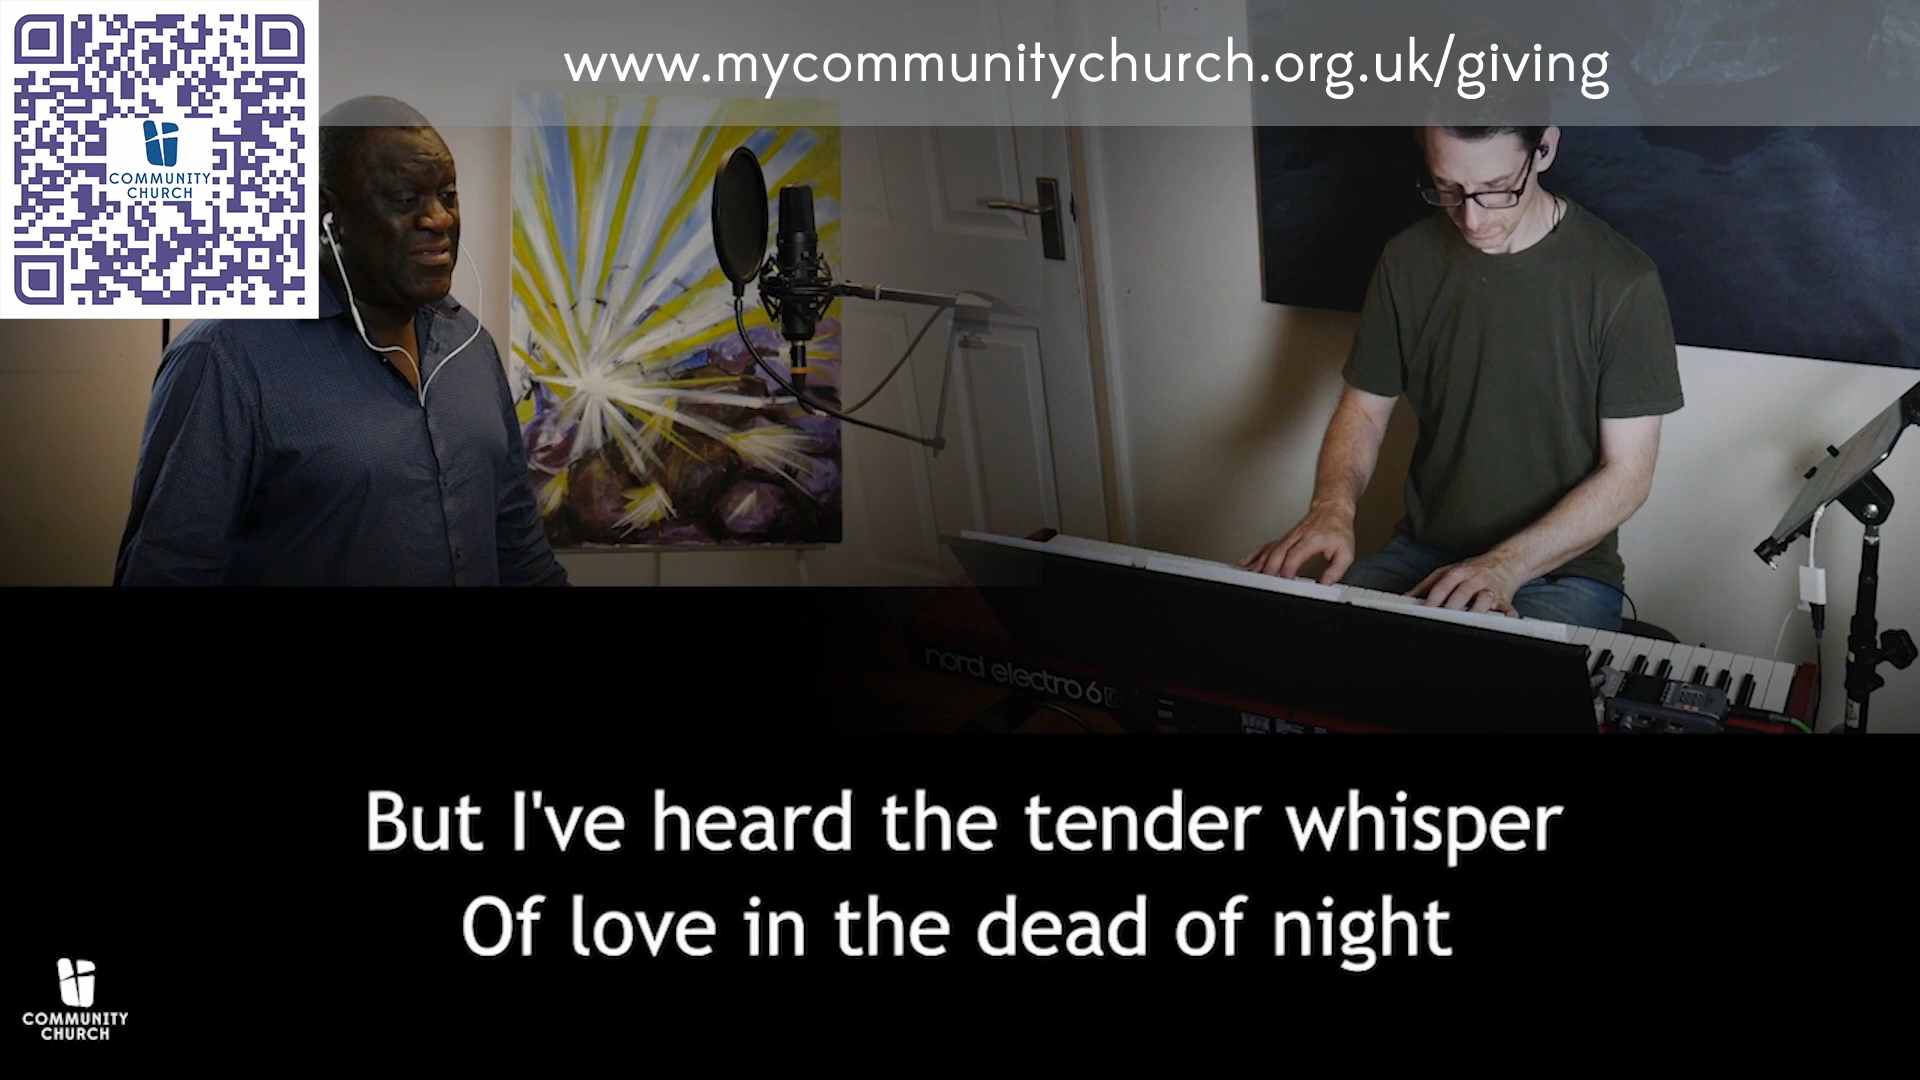 www.mycommunitychurch.org.uk/giving
COMMUNITY
CHURCH
nord electro 6D
But I've heard the tender whisper
Of love in the dead of night
COMMUNITY
CHURCH